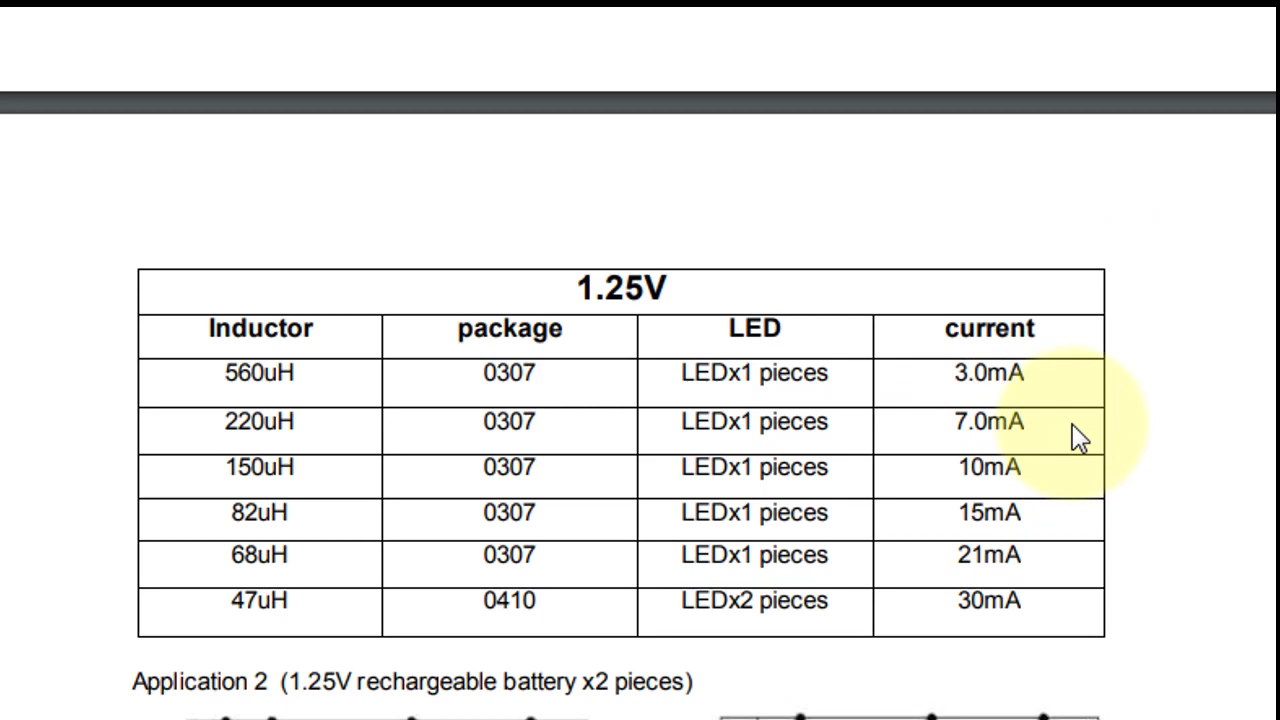 1.25V
Inductor package LED current
560uH 0307 LEDx1 pieces 3.0mA
220uH 0307 LEDx1 pieces 7.0mA
150uH 0307 LEDx1 pieces 10mA
82uH 0307 LEDx1 pieces 15mA
68uH 0307 LEDx1 pieces 21mA
47uH 0410 LEDx2 pieces 30mA
Application 2 (1.25V rechargeable battery x2 pieces)